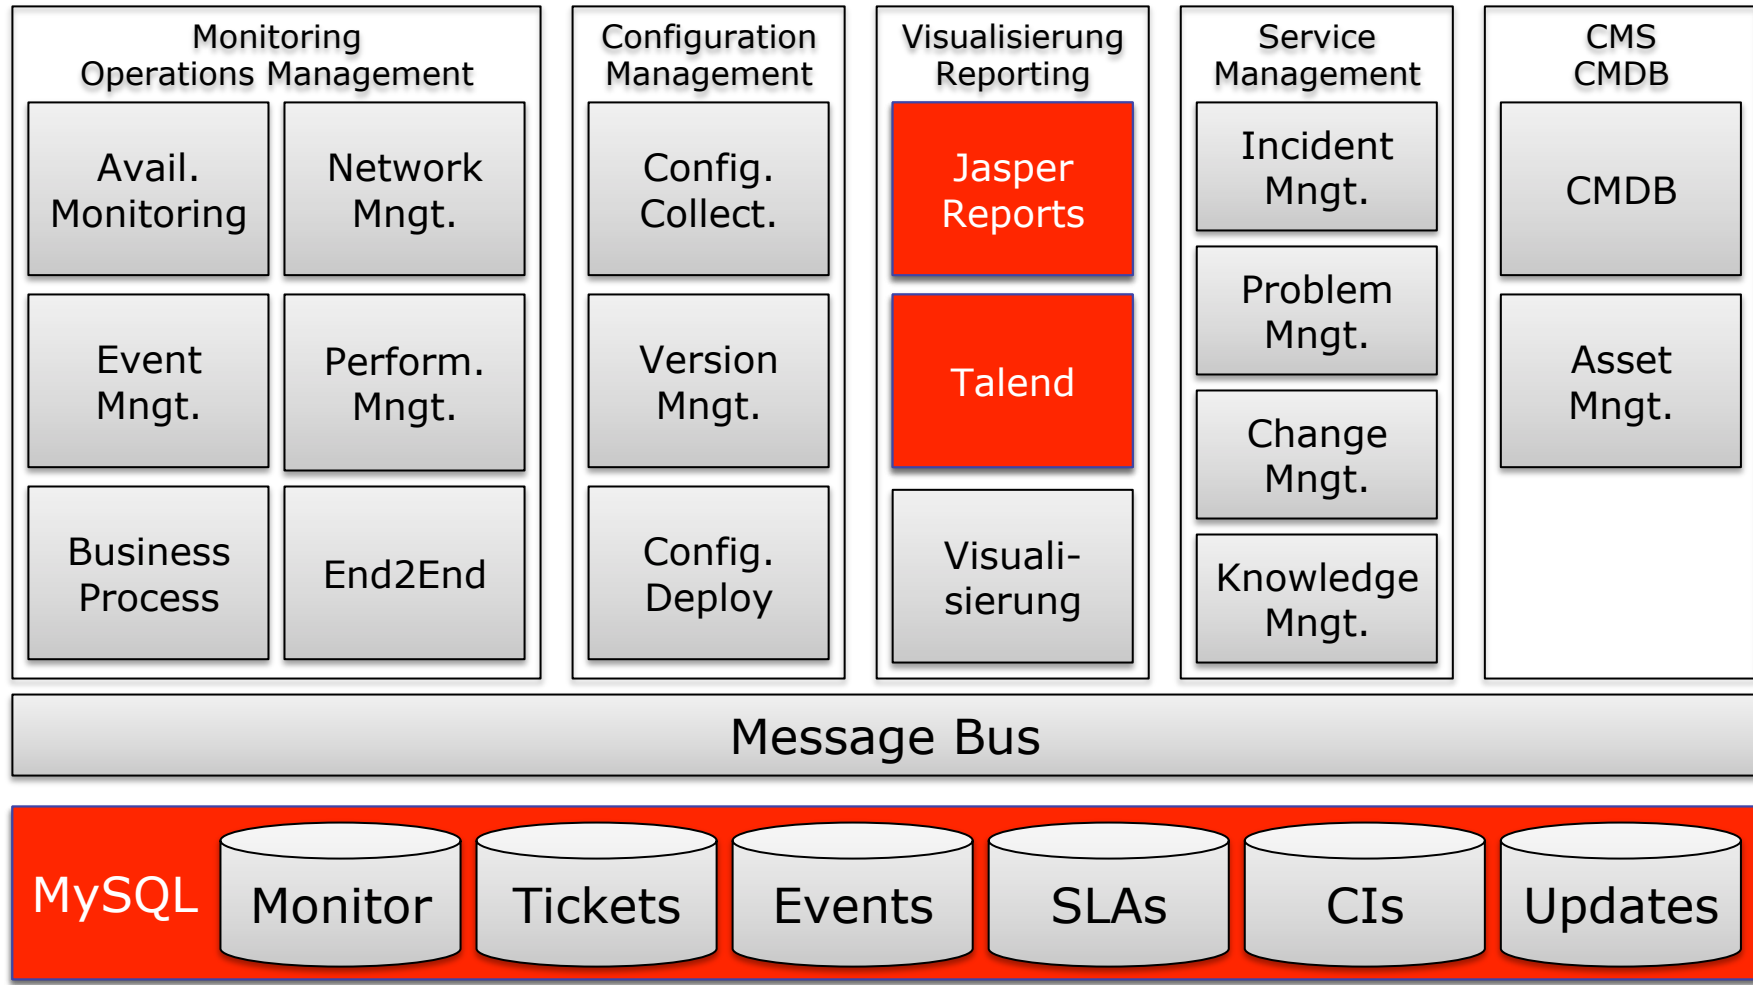 Monitoring
Operations Management
Avail.
Monitoring
Network
Mngt.
Event
Mngt.
Perform.
Mngt.
Business
Process
End2End
Configuration
Management
Config.
Collect.
Version
Mngt.
Config.
Deploy
Visualisierung
Reporting
Jasper
Reports
Talend
Visuali-
sierung
Service
Management
Incident
Mngt.
Problem
Mngt.
Change
Mngt.
Knowledge
Mngt.
CMS
CMDB
CMDB
Asset
Mngt.
Message Bus
MySQL
Monitor
Tickets
Events
SLAs
CIs
Updates